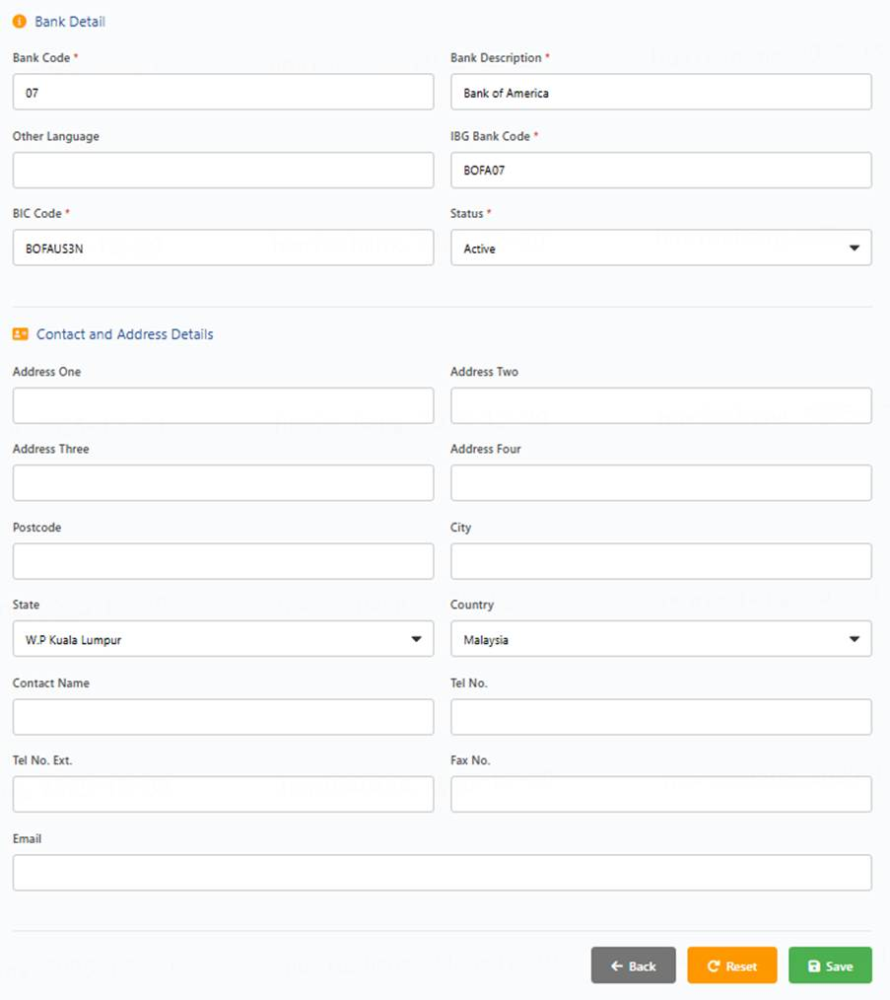 Bank Detail
Bank Code *
Bank Description *
07
Bank of America
Other Language
IBG Bank Code *
BOFA07
BIC Code *
Status *
BOFAUS3N
Active
Contact and Address Details
Address One
Address Two
Address Three
Address Four
Postcode
City
State
Country
W.P Kuala Lumpur
Malaysia
Contact Name
Tel No.
Tel No. Ext.
Fax No.
Email
Back
Reset
Save